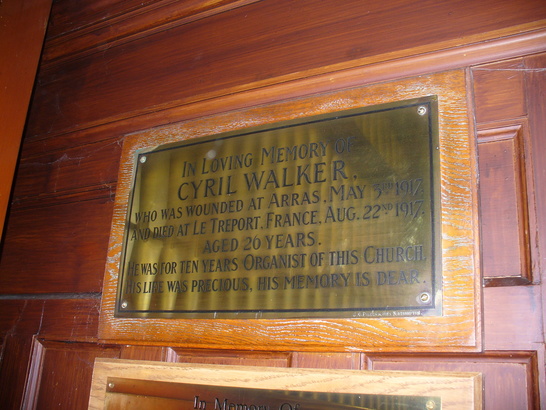 IN LOVING MEMORY OF
CYRIL WALKER.
WHO WAS WOUNDED AT ARRAS, MAY 3RD 1917,
AND DIED AT LE TREPORT, FRANCE, AUG. 22ND 1917,
AGED 26 YEARS.
HE WAS FOR TEN YEARS ORGANIST OF THIS CHURCH.
HIS LIFE WAS PRECIOUS, HIS MEMORY IS DEAR.
In Memory Of